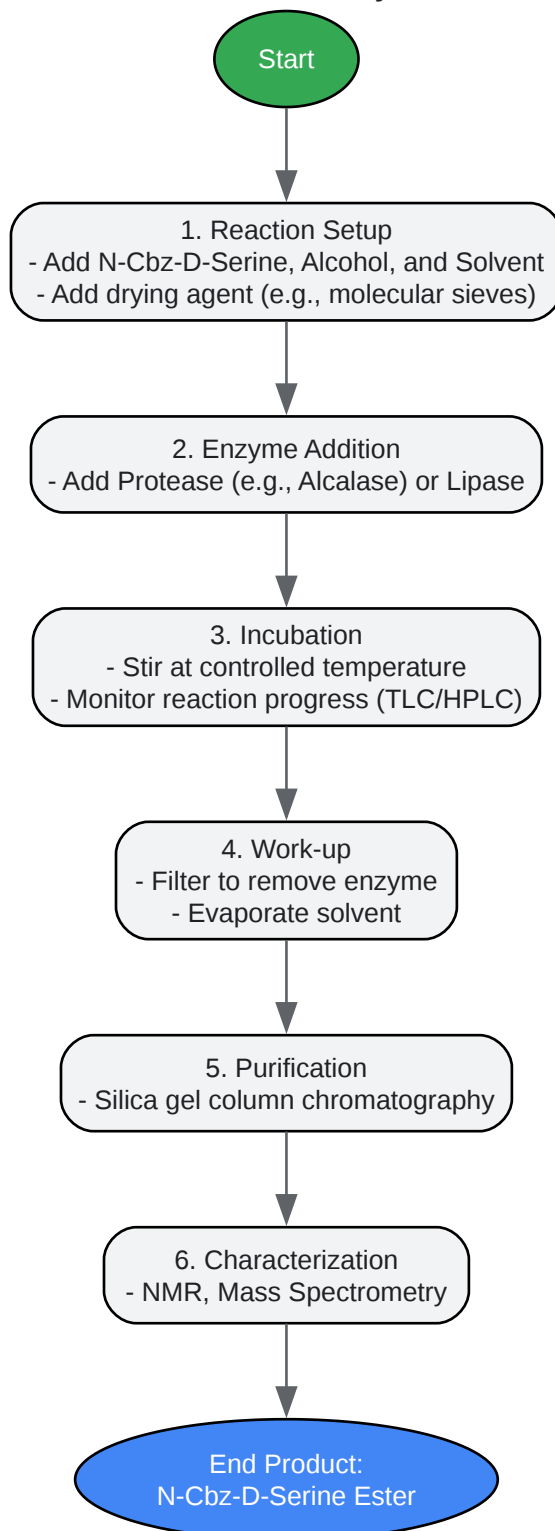 Start
1. Reaction Setup
- Add N-Cbz-D-Serine, Alcohol, and Solvent
- Add drying agent (e.g., molecular sieves)
2. Enzyme Addition
- Add Protease (e.g., Alcalase) or Lipase
3. Incubation
- Stir at controlled temperature
- Monitor reaction progress (TLC/HPLC)
4. Work-up
- Filter to remove enzyme
- Evaporate solvent
5. Purification
- Silica gel column chromatography
6. Characterization
- NMR, Mass Spectrometry
End Product:
N-Cbz-D-Serine Ester